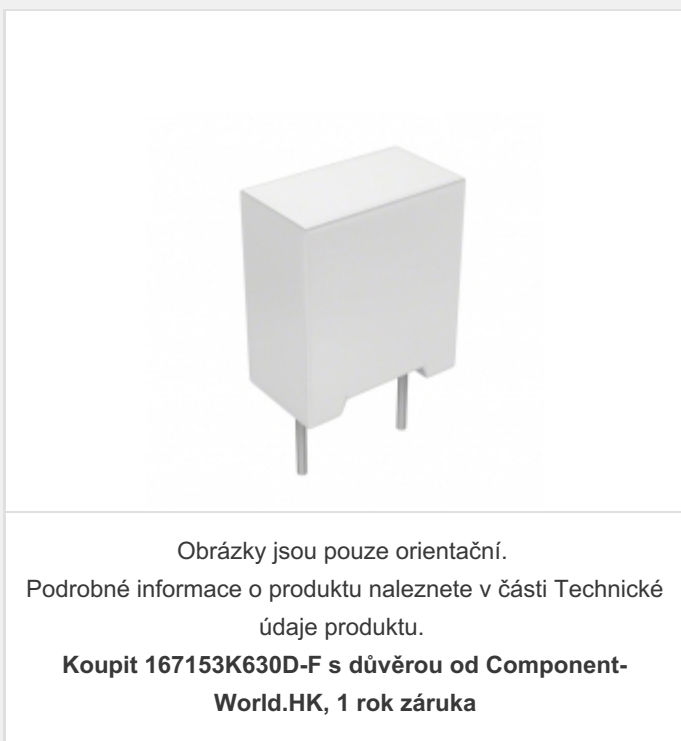 Obrázky jsou pouze orientační.
Podrobné informace o produktu naleznete v části Technické
údaje produktu.
Koupit 167153K630D-F s důvěrou od Component-
World.HK, 1 rok záruka